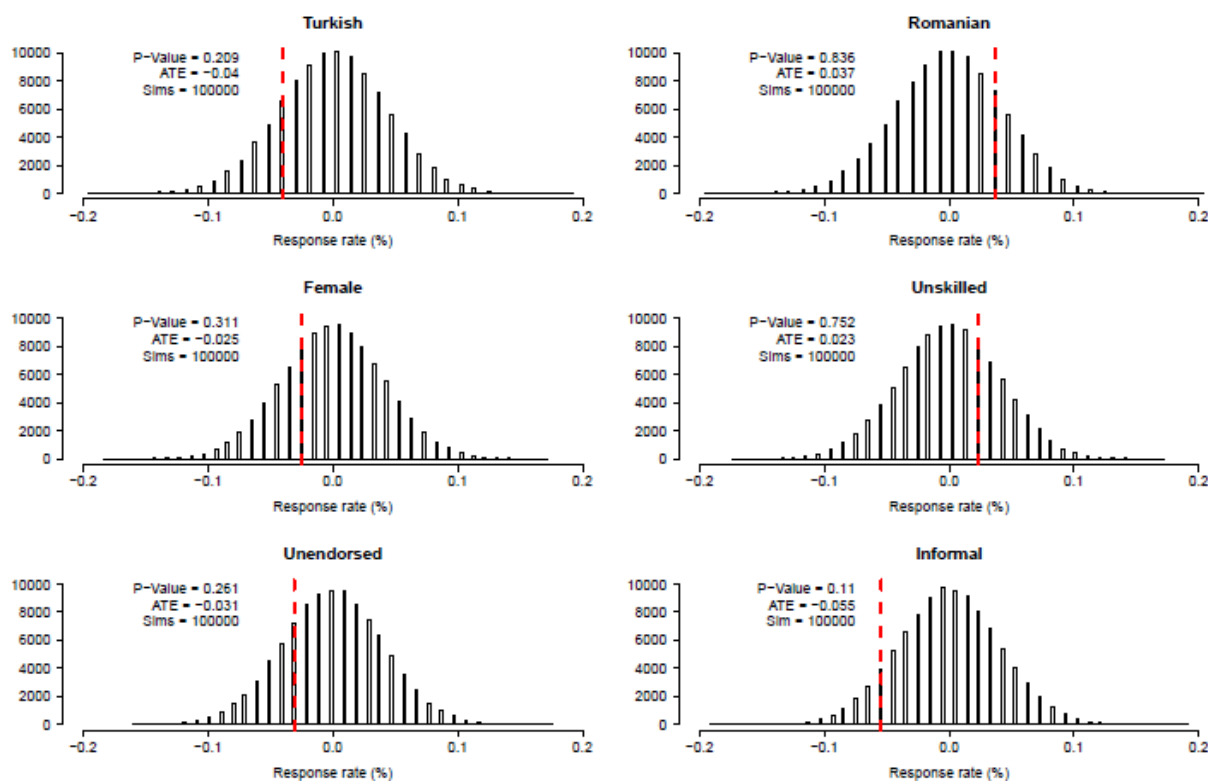 Turkish
P-Value = 0.209
ATE = −0.04
Sims = 100000
10000
8000
6000
4000
2000
0
−0.2
−0.1
0.0
0.1
0.2
Response rate (%)
Romanian
P-Value = 0.836
ATE = 0.037
Sims = 100000
10000
8000
6000
4000
2000
0
−0.2
−0.1
0.0
0.1
0.2
Response rate (%)
Female
P-Value = 0.311
ATE = −0.025
Sims = 100000
10000
8000
6000
4000
2000
0
−0.2
−0.1
0.0
0.1
0.2
Response rate (%)
Unskilled
P-Value = 0.752
ATE = 0.023
Sims = 100000
10000
8000
6000
4000
2000
0
−0.2
−0.1
0.0
0.1
0.2
Response rate (%)
Unendorsed
P-Value = 0.261
ATE = −0.031
Sims = 100000
10000
8000
6000
4000
2000
0
−0.2
−0.1
0.0
0.1
0.2
Response rate (%)
Informal
P-Value = 0.11
ATE = −0.055
Sim = 100000
10000
8000
6000
4000
2000
0
−0.2
−0.1
0.0
0.1
0.2
Response rate (%)